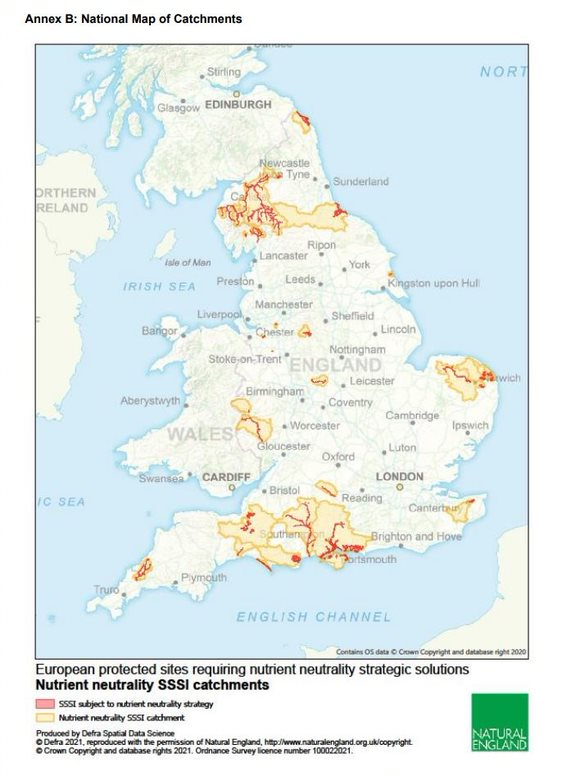 Annex B: National Map of Catchments
NORT
Stirling
EDINBURGH
Glasgow
Newcastle
on Tyne
Sunderland
ORTHERN
IRELAND
Ca
Ripon
Lancaster
York
Isle of Man
Leeds
Preston
Kingston upon Hull
IRISH SEA
Manchester
Liverpool
Sheffield
Lincoln
Bangor
Chester
Nottingham
Stoke-on-Trent
ENGLAND
Leicester
wich
Birmingham
Aberystwyth
Coventry
Cambridge
Worcester
Ipswich
WALES
Gloucester
Luton
Oxford
Swansea
CARDIFF
LONDON
Bristol
Reading
IC SEA
Canterbury
Southam
Brighton and Hove
ortsmouth
Plymouth
Truro
ENGLISH CHANNEL
Contains OS data © Crown Copyright and database right 2020
European protected sites requiring nutrient neutrality strategic solutions
Nutrient neutrality SSSI catchments
SSSI subject to nutrient neutrality strategy
Nutrient neutrality SSSI catchment
Produced by Defra Spatial Data Science
© Defra 2021, reproduced with the permission of Natural England, http://www.naturalengland.org.uk/copyright.
© Crown Copyright and database rights 2021. Ordnance Survey licence number 100022021.
NATURAL
ENGLAND